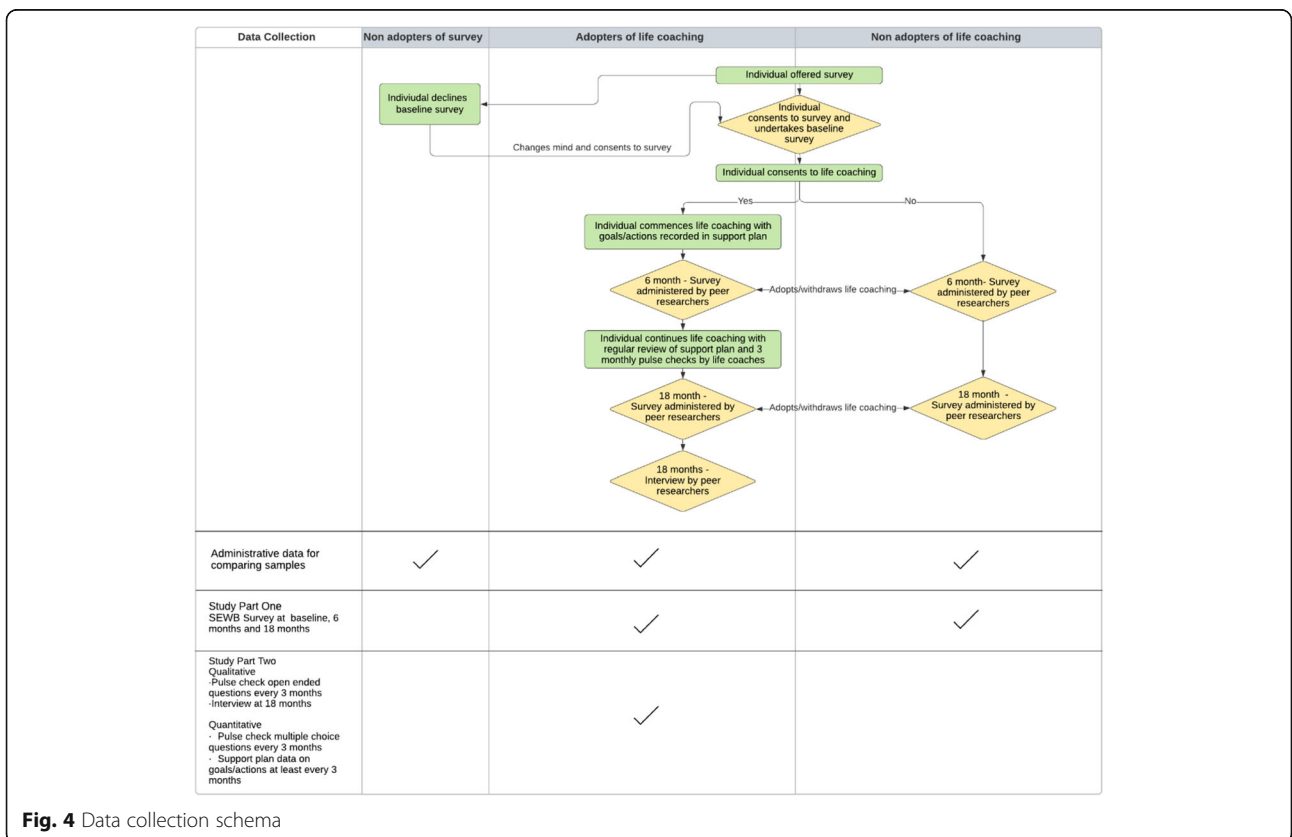 Data Collection
Non adopters of survey
Adopters of life coaching
Non adopters of life coaching
Individual offered survey
Indiviudal declines
baseline survey
Individual
consents to survey and
undertakes baseline
survey
Changes mind and consents to survey
Individual consents to life coaching
Yes
No
Individual commences life coaching with
goals/actions recorded in support plan
6 month - Survey
administered by peer
researchers
Adopts/withdraws life coaching
6 month- Survey
administered by peer
researchers
Individual continues life coaching with
regular review of support plan and 3
monthly pulse checks by life coaches
18 month -
Survey administered by
peer researchers
Adopts/withdraws life coaching
18 month -
Survey administered by
peer researchers
18 months -
Interview by peer
researchers
Administrative data for
comparing samples
Study Part One
SEWB Survey at baseline, 6
months and 18 months
Study Part Two
Qualitative
·Pulse check open ended
questions every 3 months
·Interview at 18 months
Quantitative
· Pulse check multiple choice
questions every 3 months
· Support plan data on
goals/actions at least every 3
months
Fig. 4 Data collection schema